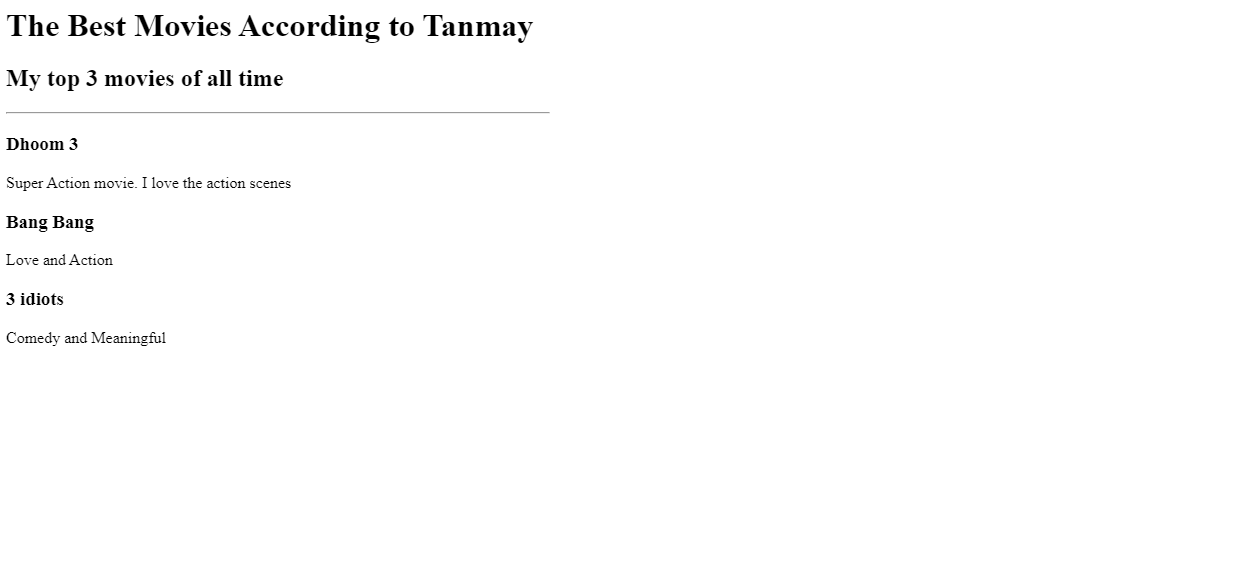 The Best Movies According to Tanmay
My top 3 movies of all time
Dhoom 3
Super Action movie. I love the action scenes
Bang Bang
Love and Action
3 idiots
Comedy and Meaningful